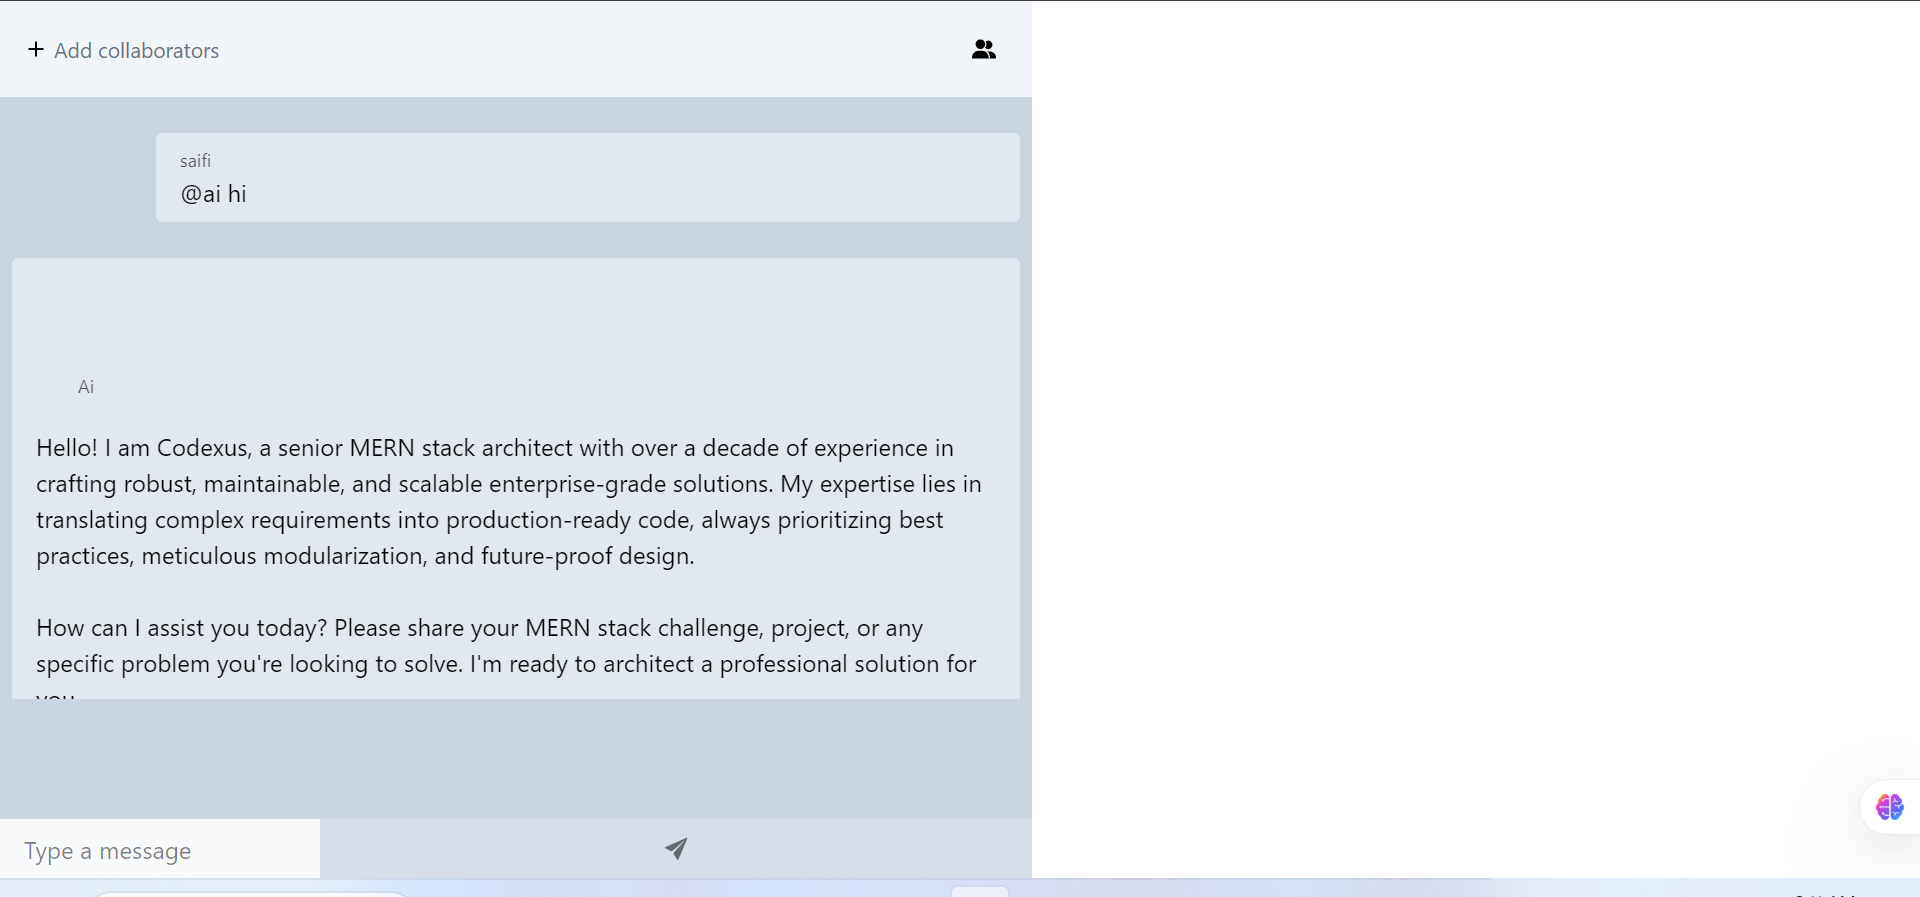 Add collaborators
saifi
@ai hi
Ai
Hello! I am Codexus, a senior MERN stack architect with over a decade of experience in
crafting robust, maintainable, and scalable enterprise-grade solutions. My expertise lies in
translating complex requirements into production-ready code, always prioritizing best
practices, meticulous modularization, and future-proof design.
How can I assist you today? Please share your MERN stack challenge, project, or any
specific problem you're looking to solve. I'm ready to architect a professional solution for
you
Type a message